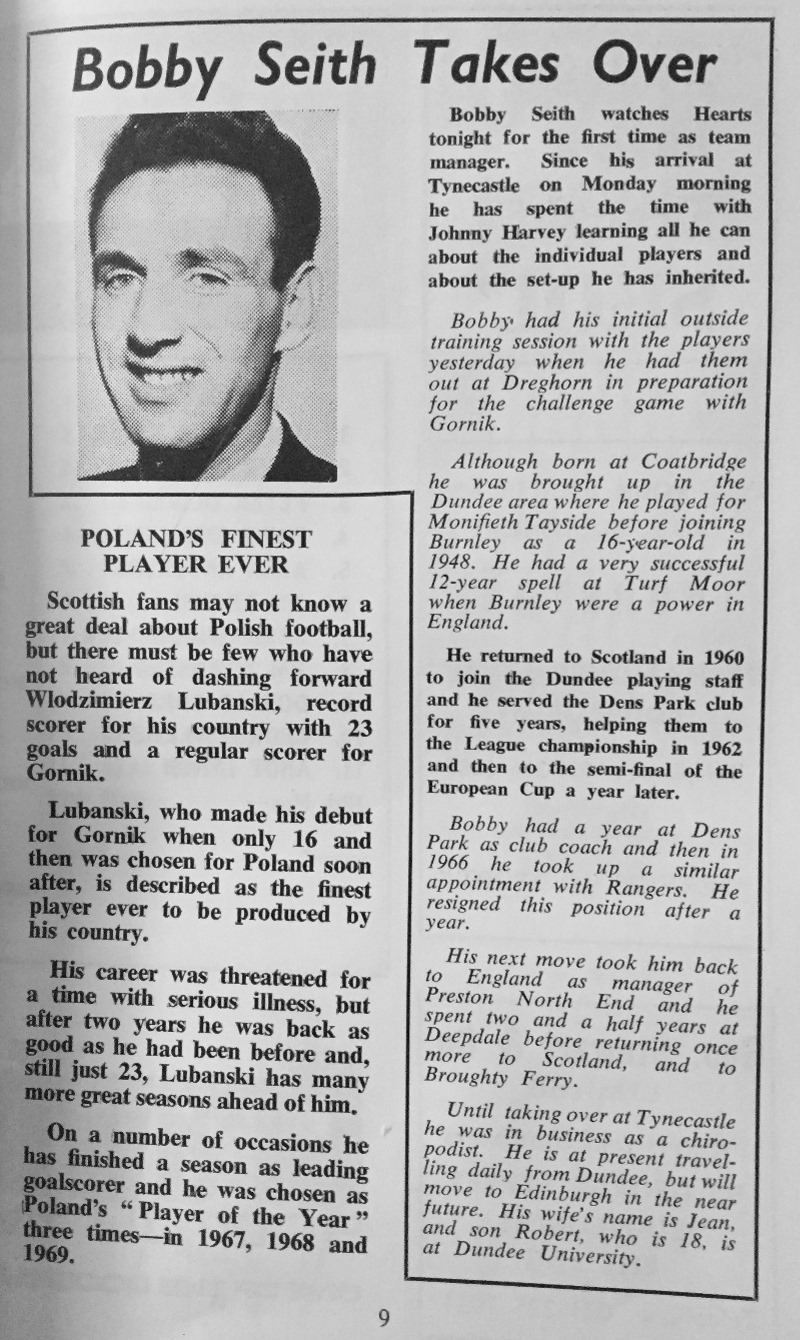 Bobby Seith Takes Over
Bobby Seith watches Hearts
tonight for the first time as team
manager. Since his arrival at
Tynecastle on Monday morning
he has spent the time with
Johnny Harvey learning all he can
about the individual players and
about the set-up he has inherited.
Bobby had his initial outside
training session with the players
yesterday when he had them
out at Dreghorn in preparation
for the challenge game with
Gornik.
Although born at Coatbridge
he was brought up in the
Dundee area where he played for
Monifieth Tayside before joining
Burnley as a 16-year-old in
1948. He had a very successful
12-year spell at Turf Moor
when Burnley were a power in
England.
He returned to Scotland in 1960
to join the Dundee playing staff
and he served the Dens Park club
for five years, helping them to
the League championship in 1962
and then to the semi-final of the
European Cup a year later.
Bobby had a year at Dens
Park as club coach and then in
1966 he took up a similar
appointment with Rangers. He
resigned this position after a
year.
His next move took him back
to England as manager of
Preston North End and he
spent two and a half years at
Deepdale before returning once
more to Scotland, and to
Broughty Ferry.
Until taking over at Tynecastle
he was in business as a chiro-
podist. He is at present travel-
ling daily from Dundee, but will
move to Edinburgh in the near
future. His wife's name is Jean,
and son Robert, who is 18, is
at Dundee University.
POLAND'S FINEST
PLAYER EVER
Scottish fans may not know a
great deal about Polish football,
but there must be few who have
not heard of dashing forward
Wlodzimierz Lubanski, record
scorer for his country with 23
goals and a regular scorer for
Gornik.
Lubanski, who made his debut
for Gornik when only 16 and
then was chosen for Poland soon
after, is described as the finest
player ever to be produced by
his country.
His career was threatened for
a time with serious illness, but
after two years he was back as
good as he had been before and,
still just 23, Lubanski has many
more great seasons ahead of him.
On a number of occasions he
has finished a season as leading
goalscorer and he was chosen as
Poland's "Player of the Year"
three times—in 1967, 1968 and
1969.
9